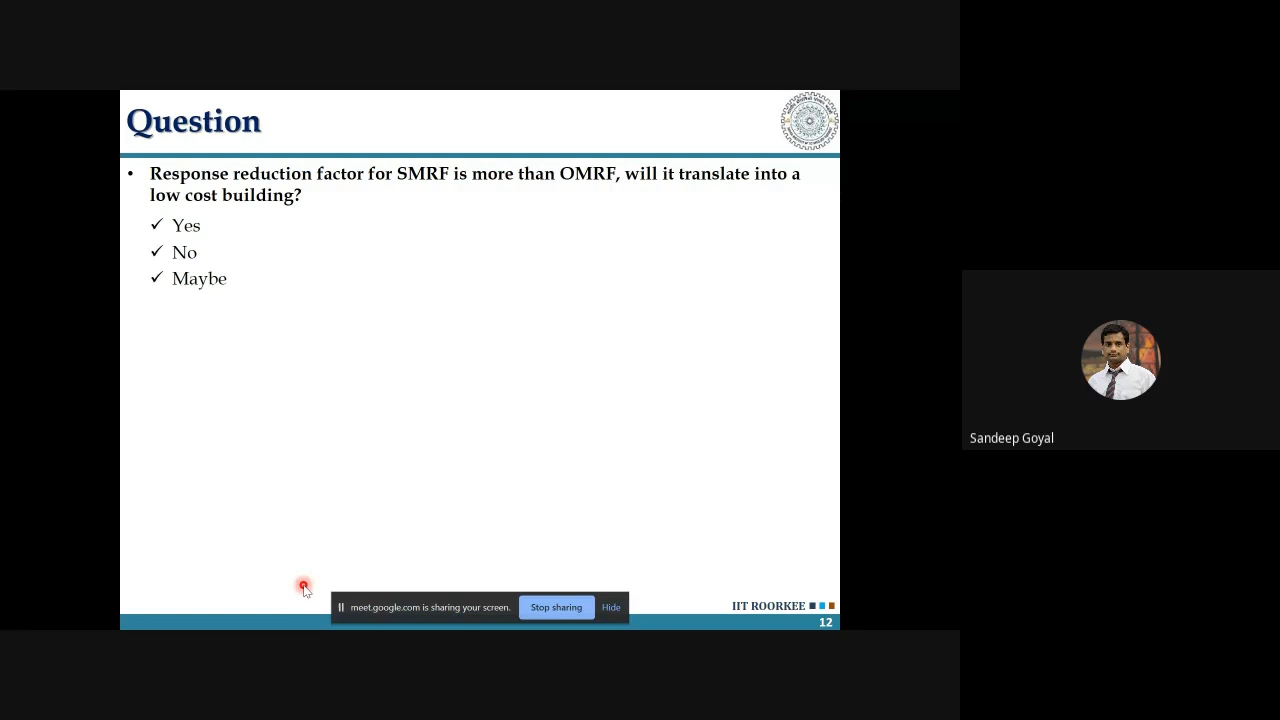 Question
• Response reduction factor for SMRF is more than OMRF, will it translate into a
low cost building?
✓ Yes
✓ No
✓ Maybe
Sandeep Goyal
meet.google.com is sharing your screen. Stop sharing Hide
IIT ROORKEE
12